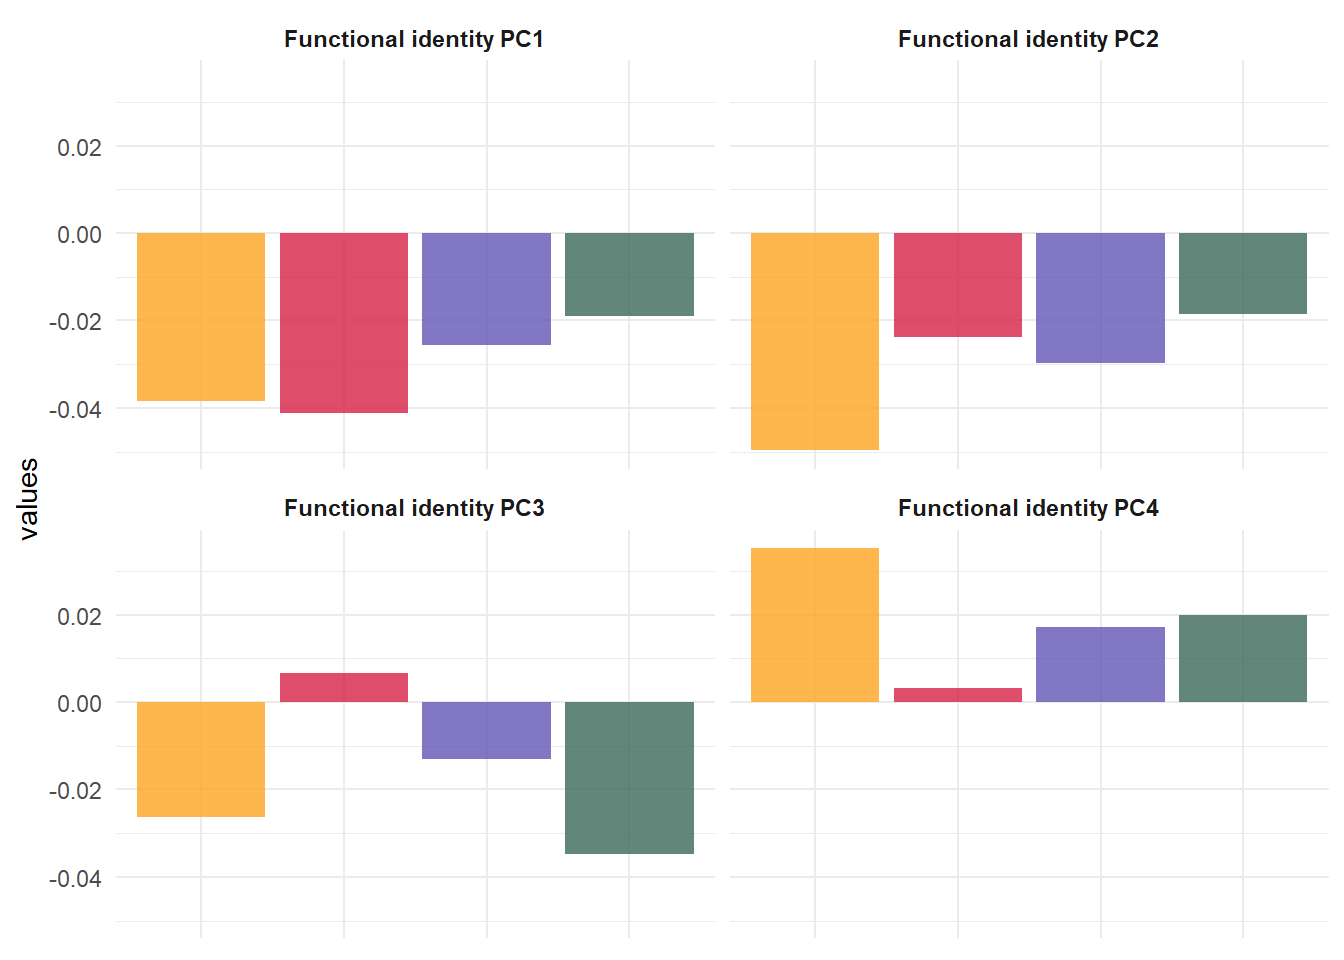 Functional identity PC1
Functional identity PC2
0.02
0.00
-0.02
-0.04
values
Functional identity PC3
Functional identity PC4
0.02
0.00
-0.02
-0.04